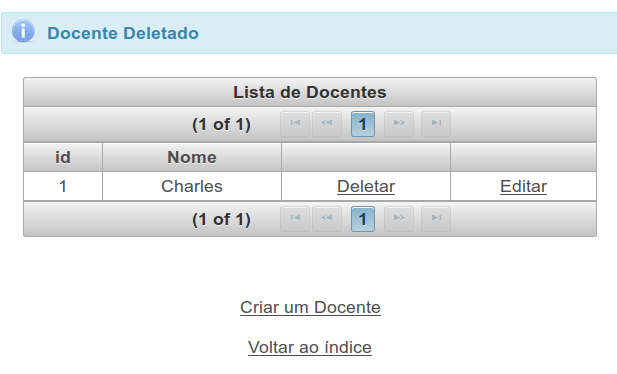 Docente Deletado
Lista de Docentes
(1 of 1) 1
id Nome
1 Charles Deletar Editar
(1 of 1) 1
Criar um Docente
Voltar ao índice